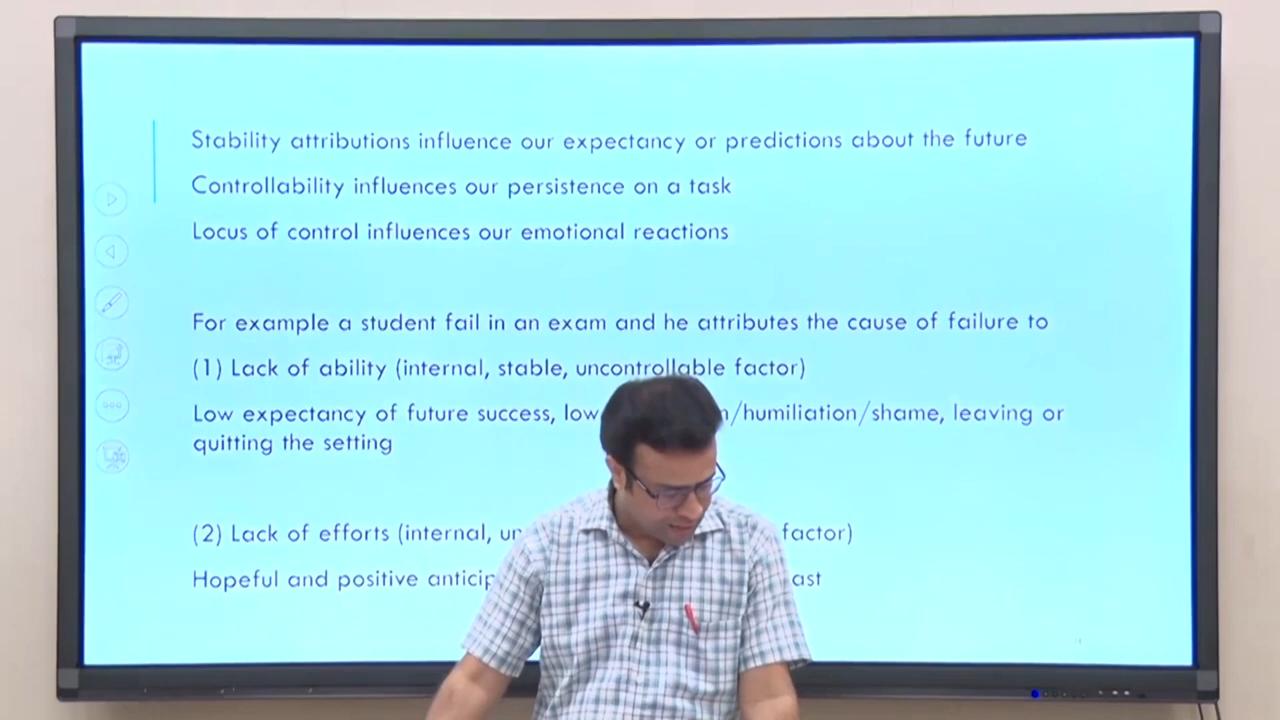 Stability attributions influence our expectancy or predictions about the future
Controllability influences our persistence on a task
Locus of control influences our emotional reactions
For example a student fail in an exam and he attributes the cause of failure to
(1) Lack of ability (internal, stable, uncontrollable factor)
Low expectancy of future success, low /humiliation/shame, leaving or
quitting the setting
(2) Lack of efforts (internal, factor)
Hopeful and positive